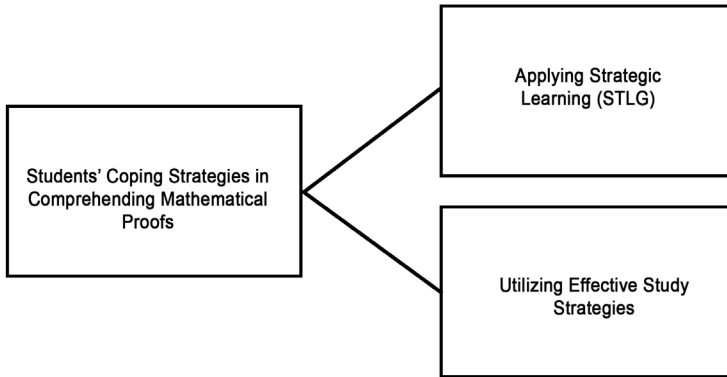 Students’ Coping Strategies in
Comprehending Mathematical
Proofs
Applying Strategic
Learning (STLG)
Utilizing Effective Study
Strategies